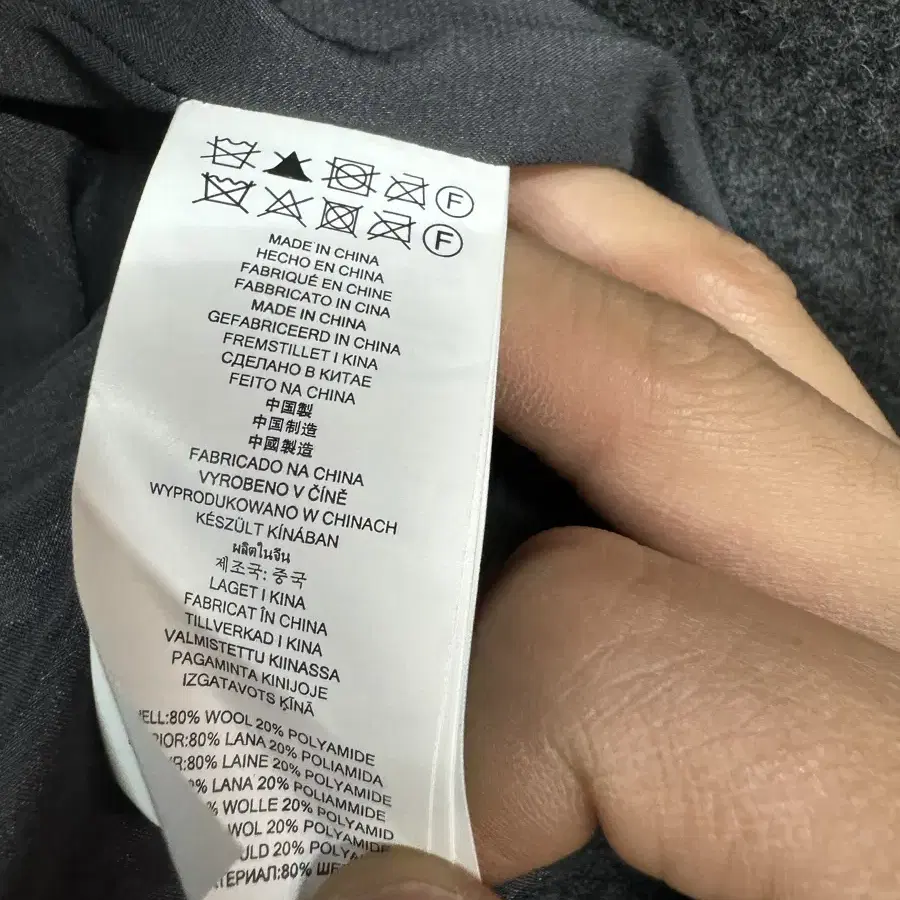 F
F
MADE IN CHINA
HECHO EN CHINA
FABRIQUÉ EN CHINE
FABBRICATO IN CINA
MADE IN CHINA
GEFABRICEERD IN CHINA
FREMSTILLET I KINA
СДЕЛАНО В КИТАЕ
FEITO NA CHINA
中国製
中国制造
中國製造
FABRICADO NA CHINA
VYROBENO V ČÍNĚ
WYPRODUKOWANO W CHINACH
KÉSZÜLT KÍNÁBAN
ผลิตในจีน
제조국: 중국
LAGET I KINA
FABRICAT ÎN CHINA
TILLVERKAD I KINA
VALMISTETTU KIINASSA
PAGAMINTA KINIJOJE
IZGATAVOTS ĶĪNĀ
ELL:80% WOOL 20% POLYAMIDE
RIOR:80% LANA 20% POLIAMIDA
R:80% LAINE 20% POLYAMIDE
% LANA 20% POLIAMMIDE
% WOLLE 20% POLYAMIDE
WOL 20% POLYAMID
ULD 20%
80%